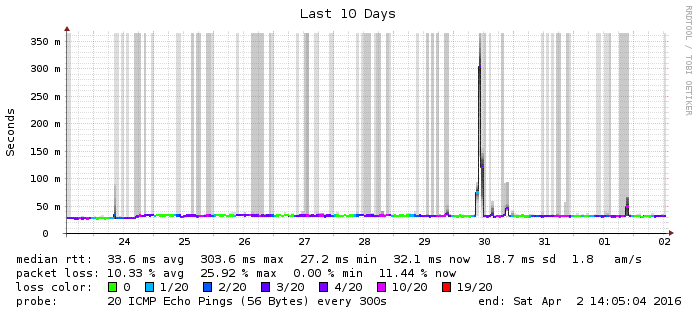 Last 10 Days
RRDTOOL / TOBI OETIKER
Seconds
350 m
300 m
250 m
200 m
150 m
100 m
50 m
0
24 25 26 27 28 29 30 31 01 02
median rtt: 33.6 ms avg 303.6 ms max 27.2 ms min 32.1 ms now 18.7 ms sd 1.8 am/s
packet loss: 10.33 % avg 25.92 % max 0.00 % min 11.44 % now
loss color: 0 1/20 2/20 3/20 4/20 10/20 19/20
probe: 20 ICMP Echo Pings (56 Bytes) every 300s end: Sat Apr 2 14:05:04 2016